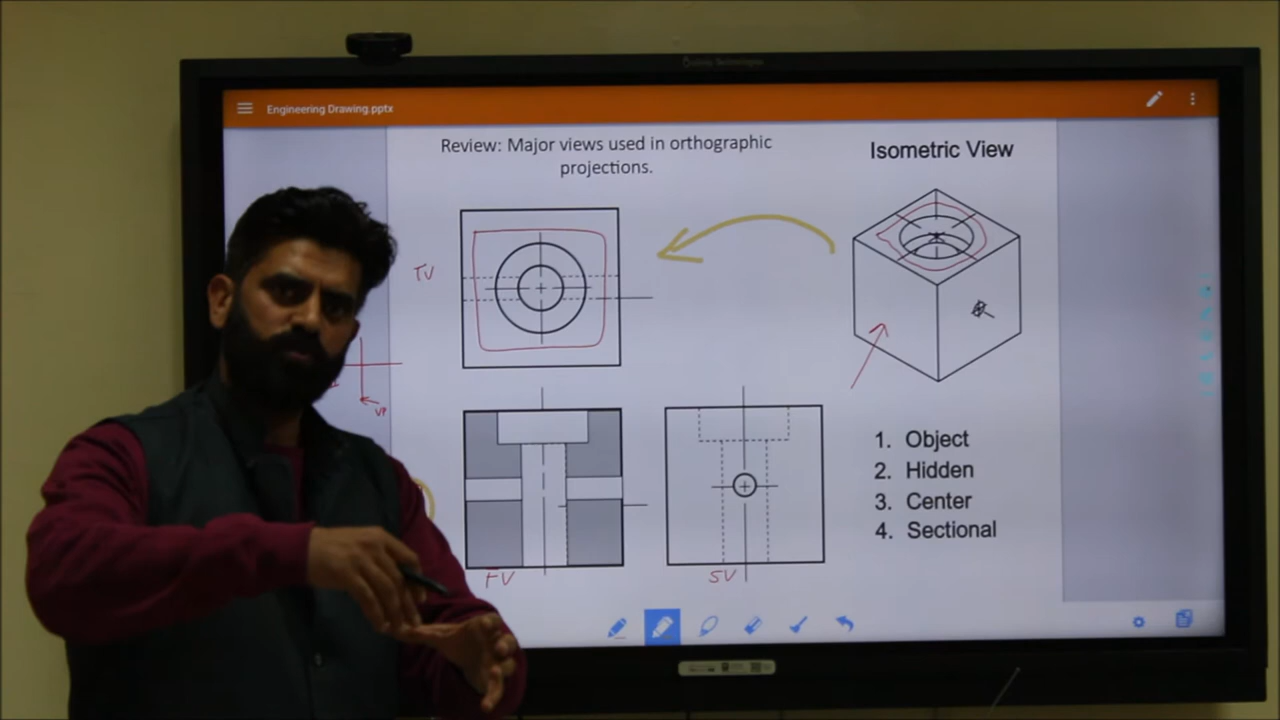 Engineering Drawing.pptx
Review: Major views used in orthographic
projections.
Isometric View
TV
VP
FV
SV
1. Object
2. Hidden
3. Center
4. Sectional